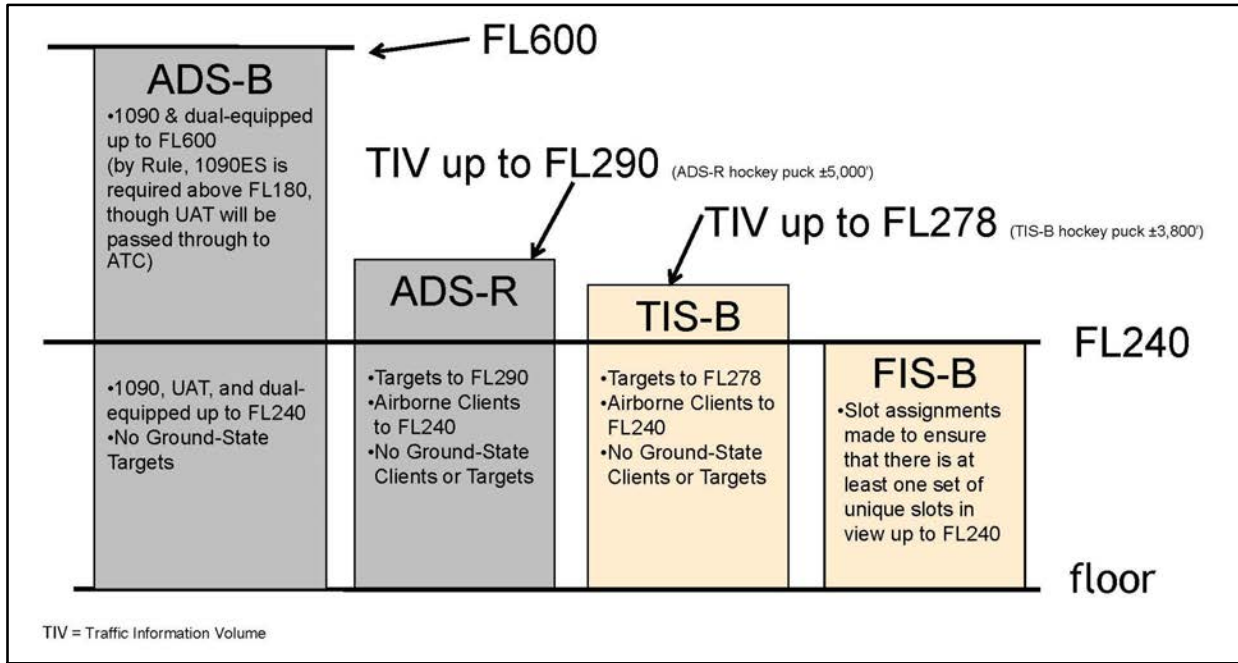 FL600
ADS-B
•1090 & dual-equipped
up to FL600
(by Rule, 1090ES is
required above FL180,
though UAT will be
passed through to
ATC)
TIV up to FL290 (ADS-R hockey puck ±5,000’)
TIV up to FL278 (TIS-B hockey puck ±3,800’)
ADS-R
TIS-B
FL240
•1090, UAT, and dual-
equipped up to FL240
•No Ground-State
Targets
•Targets to FL290
•Airborne Clients
to FL240
•No Ground-State
Clients or Targets
•Targets to FL278
•Airborne Clients to
FL240
•No Ground-State
Clients or Targets
FIS-B
• Slot assignments
made to ensure
that there is at
least one set of
unique slots in
view up to FL240
floor
TIV = Traffic Information Volume